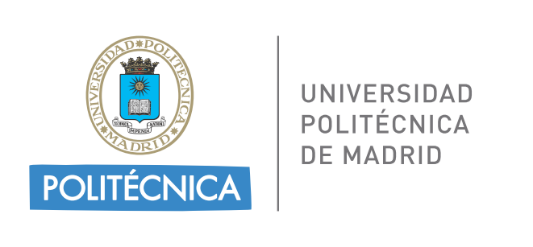 UNIVERSIDAD POLITÉCNICA
MADRID
POLITÉCNICA
UNIVERSIDAD
POLITÉCNICA
DE MADRID